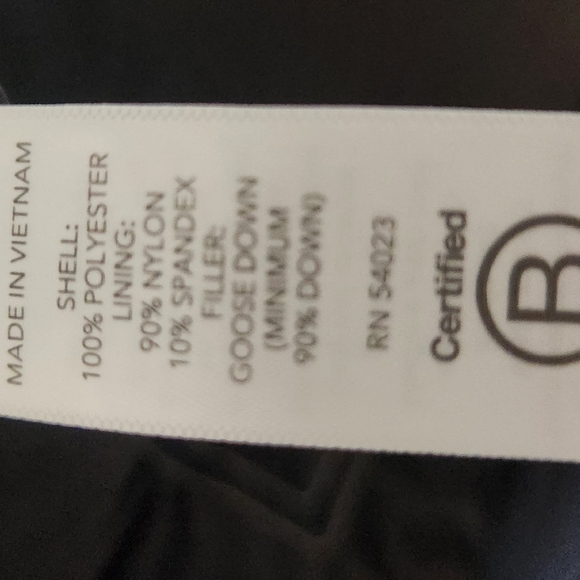 MADE IN VIETNAM
SHELL:
100% POLYESTER
LINING:
90% NYLON
10% SPANDEX
FILLER:
GOOSE DOWN
(MINIMUM
90% DOWN)
RN 54023
Certified
B